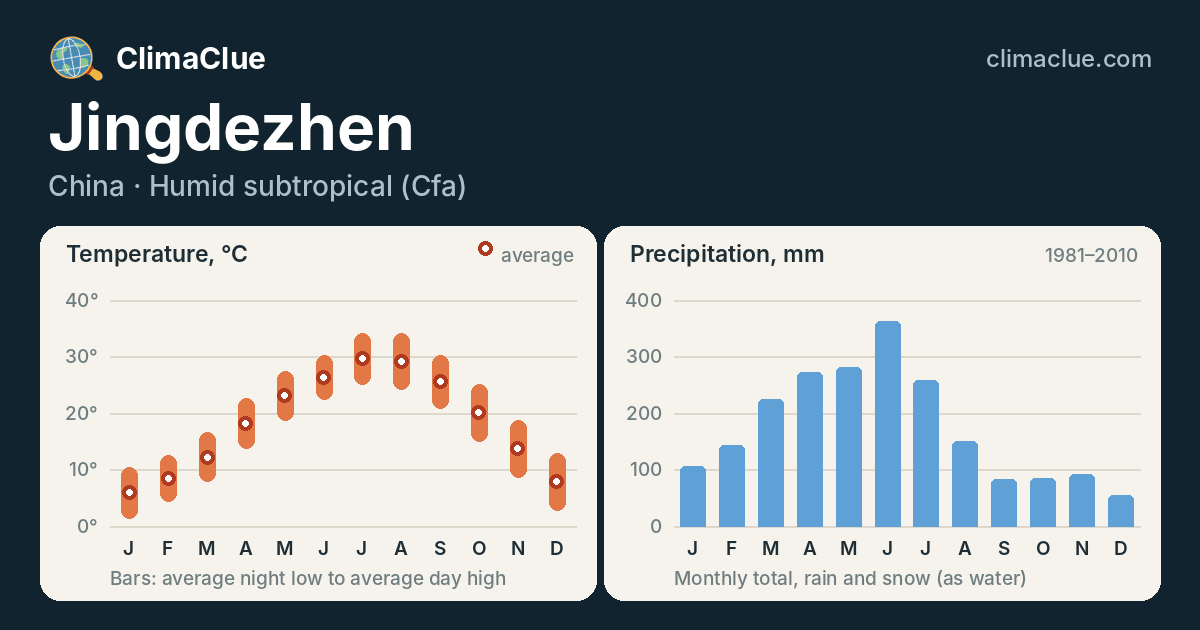 ClimaClue
climaclue.com
Jingdezhen
China · Humid subtropical (Cfa)
Temperature, °C
average
40°
30°
20°
10°
0°
J F M A M J J A S O N D
Bars: average night low to average day high
Precipitation, mm
1981–2010
400
300
200
100
0
J F M A M J J A S O N D
Monthly total, rain and snow (as water)